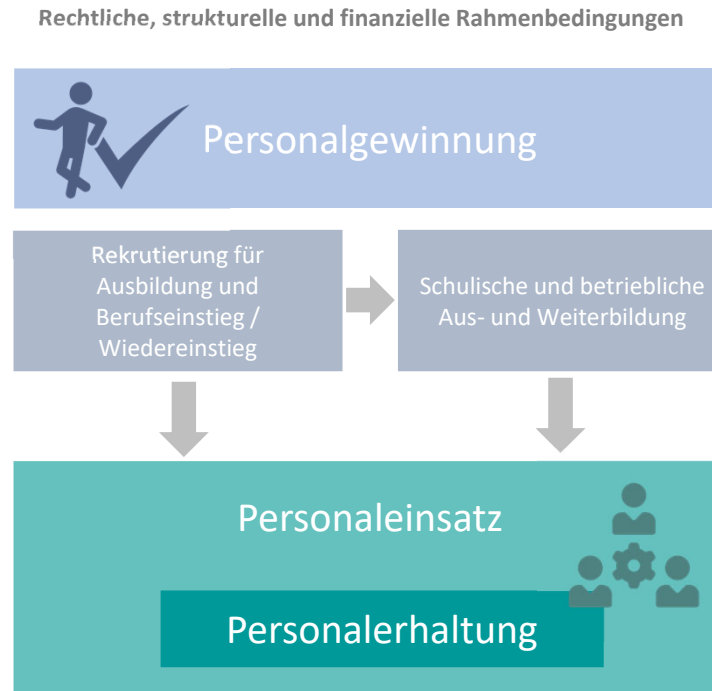 Rechtliche, strukturelle und finanzielle Rahmenbedingungen
Personalgewinnung
Rekrutierung für
Ausbildung und
Berufseinstieg /
Wiedereinstieg
Schulische und betriebliche
Aus- und Weiterbildung
Personaleinsatz
Personalerhaltung